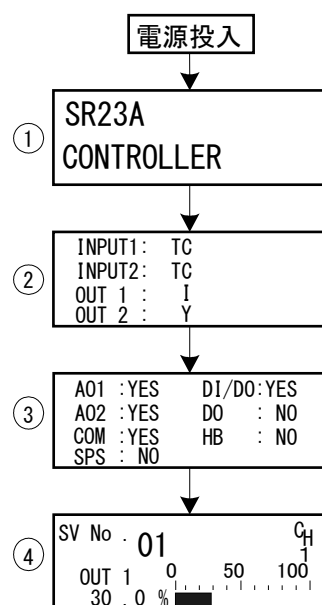 電源投入
①
SR23A
CONTROLLER
②
INPUT1: TC
INPUT2: TC
OUT 1 : I
OUT 2 : Y
③
AO1 :YES DI/DO:YES
AO2 :YES DO : NO
COM :YES HB : NO
SPS : NO
④
SV No . 01 CH 1
OUT 1 0 50 100
30 . 0 %